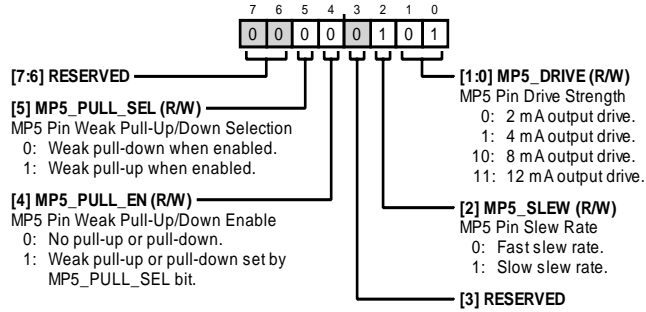 7 6 5 4 3 2 1 0
0 0 0 0 0 1 0 1
[7:6] RESERVED
[5] MP5_PULL_SEL (R/W)
MP5 Pin Weak Pull-Up/Down Selection
0: Weak pull-down when enabled.
1: Weak pull-up when enabled.
[4] MP5_PULL_EN (R/W)
MP5 Pin Weak Pull-Up/Down Enable
0: No pull-up or pull-down.
1: Weak pull-up or pull-down set by
MP5_PULL_SEL bit.
[1:0] MP5_DRIVE (R/W)
MP5 Pin Drive Strength
0: 2 mA output drive.
1: 4 mA output drive.
10: 8 mA output drive.
11: 12 mA output drive.
[2] MP5_SLEW (R/W)
MP5 Pin Slew Rate
0: Fast slew rate.
1: Slow slew rate.
[3] RESERVED